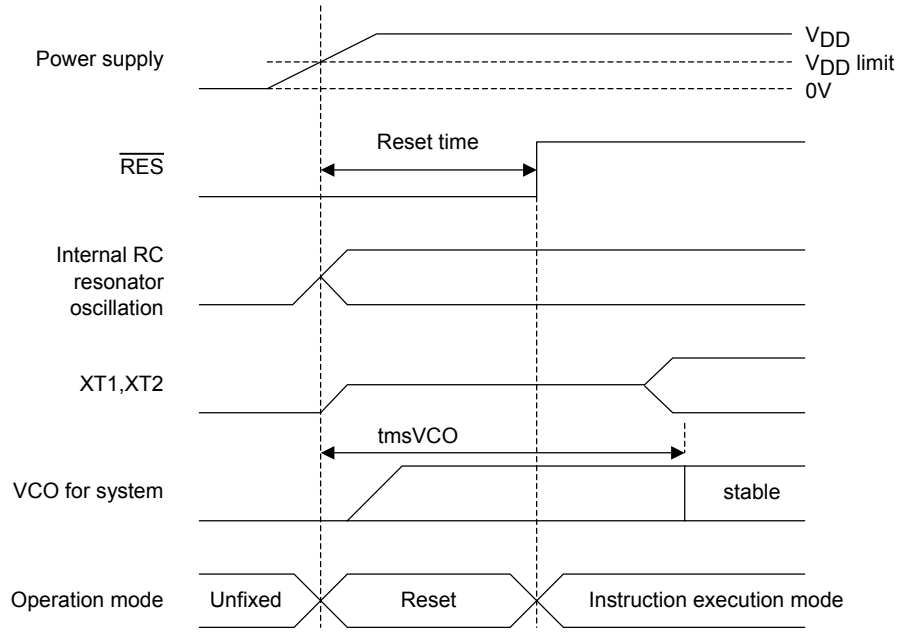 Power supply
VDD
VDD limit
0V
RES
Reset time
Internal RC
resonator
oscillation
XT1,XT2
tmsVCO
VCO for system
stable
Operation mode
Unfixed
Reset
Instruction execution mode